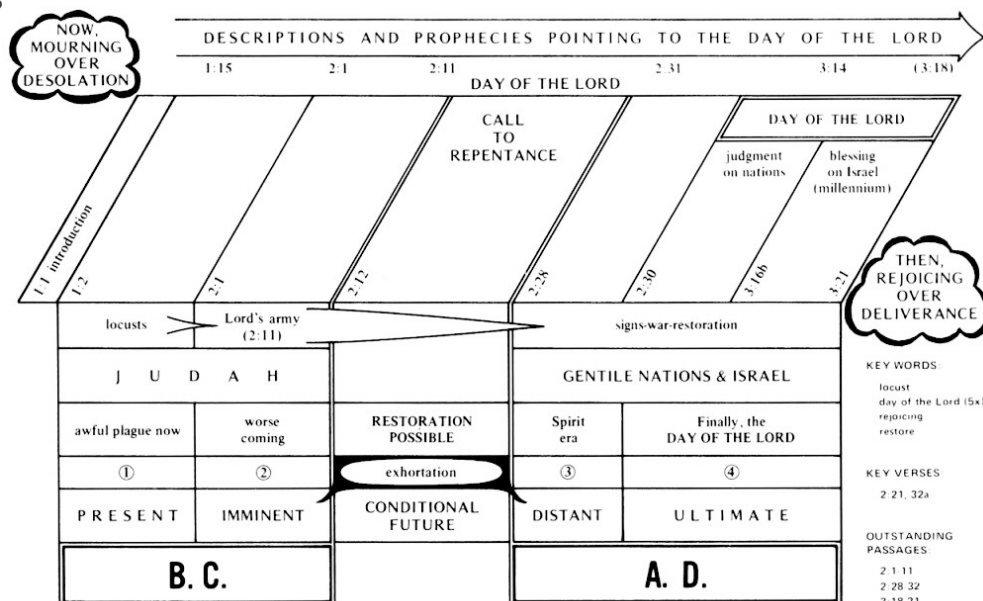 NOW,
MOURNING
OVER
DESOLATION
DESCRIPTIONS AND PROPHECIES POINTING TO THE DAY OF THE LORD
1:15 2:1 2:11 2:31 3:14 (3:18)
DAY OF THE LORD
CALL
TO
REPENTANCE
DAY OF THE LORD
judgment
on nations
blessing
on Israel
(millennium)
1:1 introduction
1:2
2:1
2:12
2:28
2:30
3:16b
3:21
THEN,
REJOICING
OVER
DELIVERANCE
locusts
Lord's army
(2:11)
signs-war-restoration
JUDAH
GENTILE NATIONS & ISRAEL
awful plague now
worse
coming
RESTORATION
POSSIBLE
Spirit
era
Finally, the
DAY OF THE LORD
① ② exhortation ③ ④
PRESENT
IMMINENT
CONDITIONAL
FUTURE
DISTANT
ULTIMATE
B. C.
A. D.
KEY WORDS:
locust
day of the Lord (5x)
rejoicing
restore
KEY VERSES
2:21, 32a
OUTSTANDING
PASSAGES:
2:1-11
2:28-32